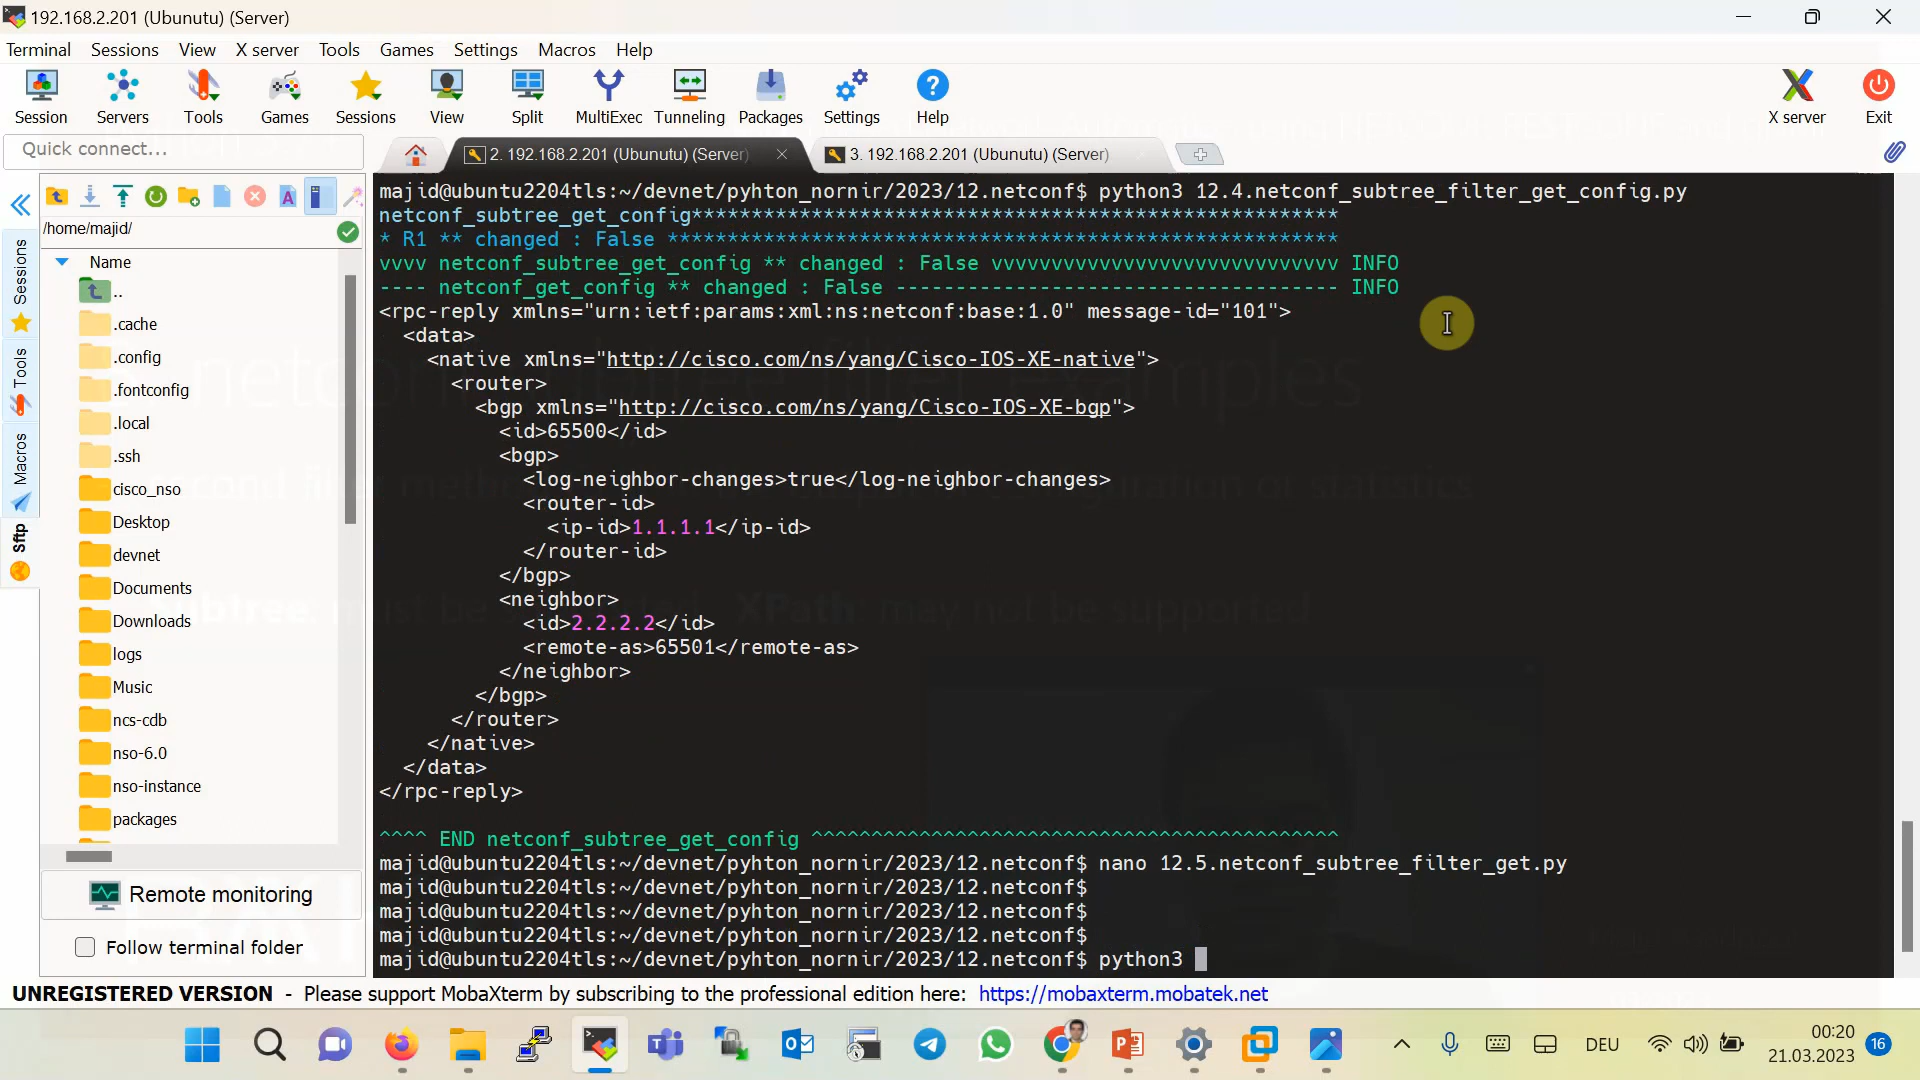 192.168.2.201 (Ubunutu) (Server)
Terminal Sessions View X server Tools Games Settings Macros Help
Session Servers Tools Games Sessions View Split MultiExec Tunneling Packages Settings Help X server Exit
Quick connect...
2. 192.168.2.201 (Ubunutu) (Server)
3. 192.168.2.201 (Ubunutu) (Server)
Sessions
Tools
Macros
Sftp
/home/majid/
Name
..
.cache
.config
.fontconfig
.local
.ssh
cisco_nso
Desktop
devnet
Documents
Downloads
logs
Music
ncs-cdb
nso-6.0
nso-instance
packages
Remote monitoring
Follow terminal folder
majid@ubuntu2204tls:~/devnet/pyhton_nornir/2023/12.netconf$ python3 12.4.netconf_subtree_filter_get_config.py
netconf_subtree_get_config******************************************************
* R1 ** changed : False ********************************************************
vvvv netconf_subtree_get_config ** changed : False vvvvvvvvvvvvvvvvvvvvvvvvvvvvv INFO
---- netconf_get_config ** changed : False ------------------------------------- INFO
<rpc-reply xmlns="urn:ietf:params:xml:ns:netconf:base:1.0" message-id="101">
  <data>
    <native xmlns="http://cisco.com/ns/yang/Cisco-IOS-XE-native">
      <router>
        <bgp xmlns="http://cisco.com/ns/yang/Cisco-IOS-XE-bgp">
          <id>65500</id>
          <bgp>
            <log-neighbor-changes>true</log-neighbor-changes>
            <router-id>
              <ip-id>1.1.1.1</ip-id>
            </router-id>
          </bgp>
          <neighbor>
            <id>2.2.2.2</id>
            <remote-as>65501</remote-as>
          </neighbor>
        </bgp>
      </router>
    </native>
  </data>
</rpc-reply>
^^^^ END netconf_subtree_get_config ^^^^^^^^^^^^^^^^^^^^^^^^^^^^^^^^^^^^^^^^^^^^
majid@ubuntu2204tls:~/devnet/pyhton_nornir/2023/12.netconf$ nano 12.5.netconf_subtree_filter_get.py
majid@ubuntu2204tls:~/devnet/pyhton_nornir/2023/12.netconf$
majid@ubuntu2204tls:~/devnet/pyhton_nornir/2023/12.netconf$
majid@ubuntu2204tls:~/devnet/pyhton_nornir/2023/12.netconf$
majid@ubuntu2204tls:~/devnet/pyhton_nornir/2023/12.netconf$ python3
UNREGISTERED VERSION - Please support MobaXterm by subscribing to the professional edition here: https://mobaxterm.mobatek.net
DEU
00:20
21.03.2023
16